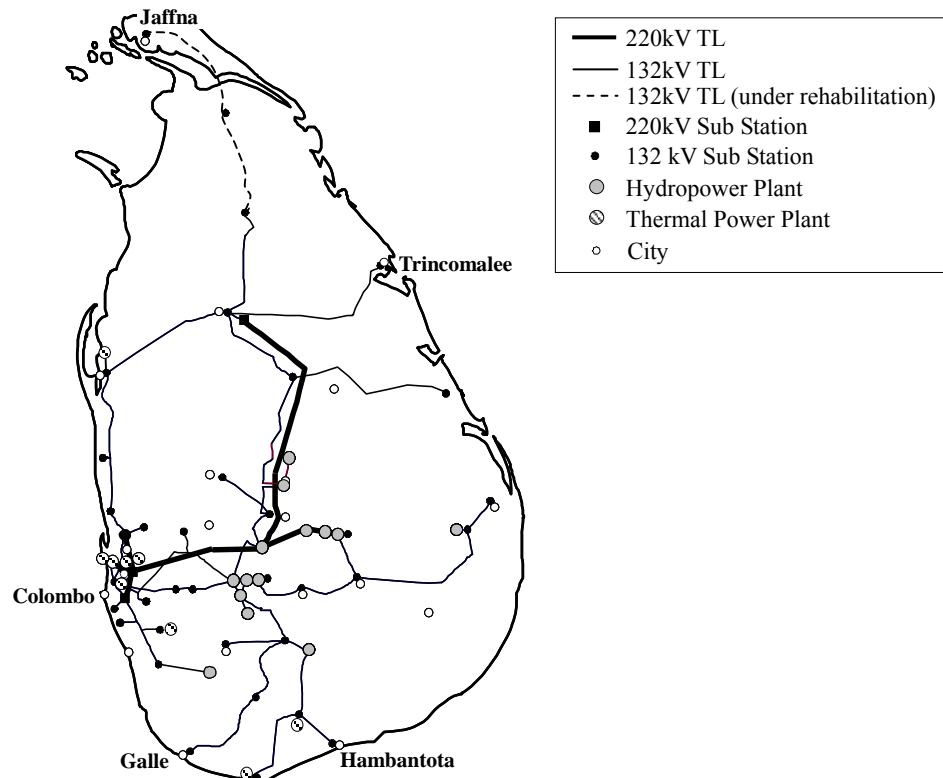 Jaffna
220kV TL
132kV TL
132kV TL (under rehabilitation)
220kV Sub Station
132 kV Sub Station
Hydropower Plant
Thermal Power Plant
City
Trincomalee
Colombo
Galle
Hambantota